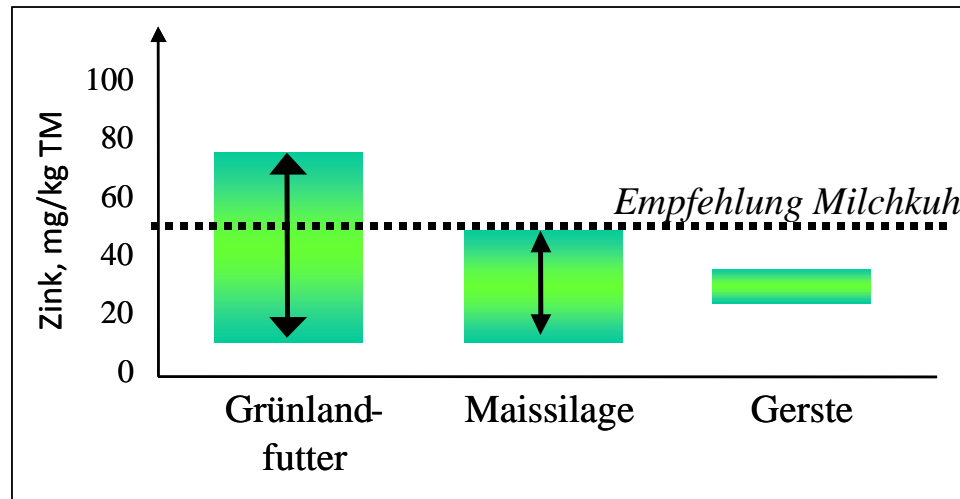 Zink, mg/kg TM
100
80
60
40
20
0
Empfehlung Milchkuh
Grünland-
futter
Maissilage
Gerste